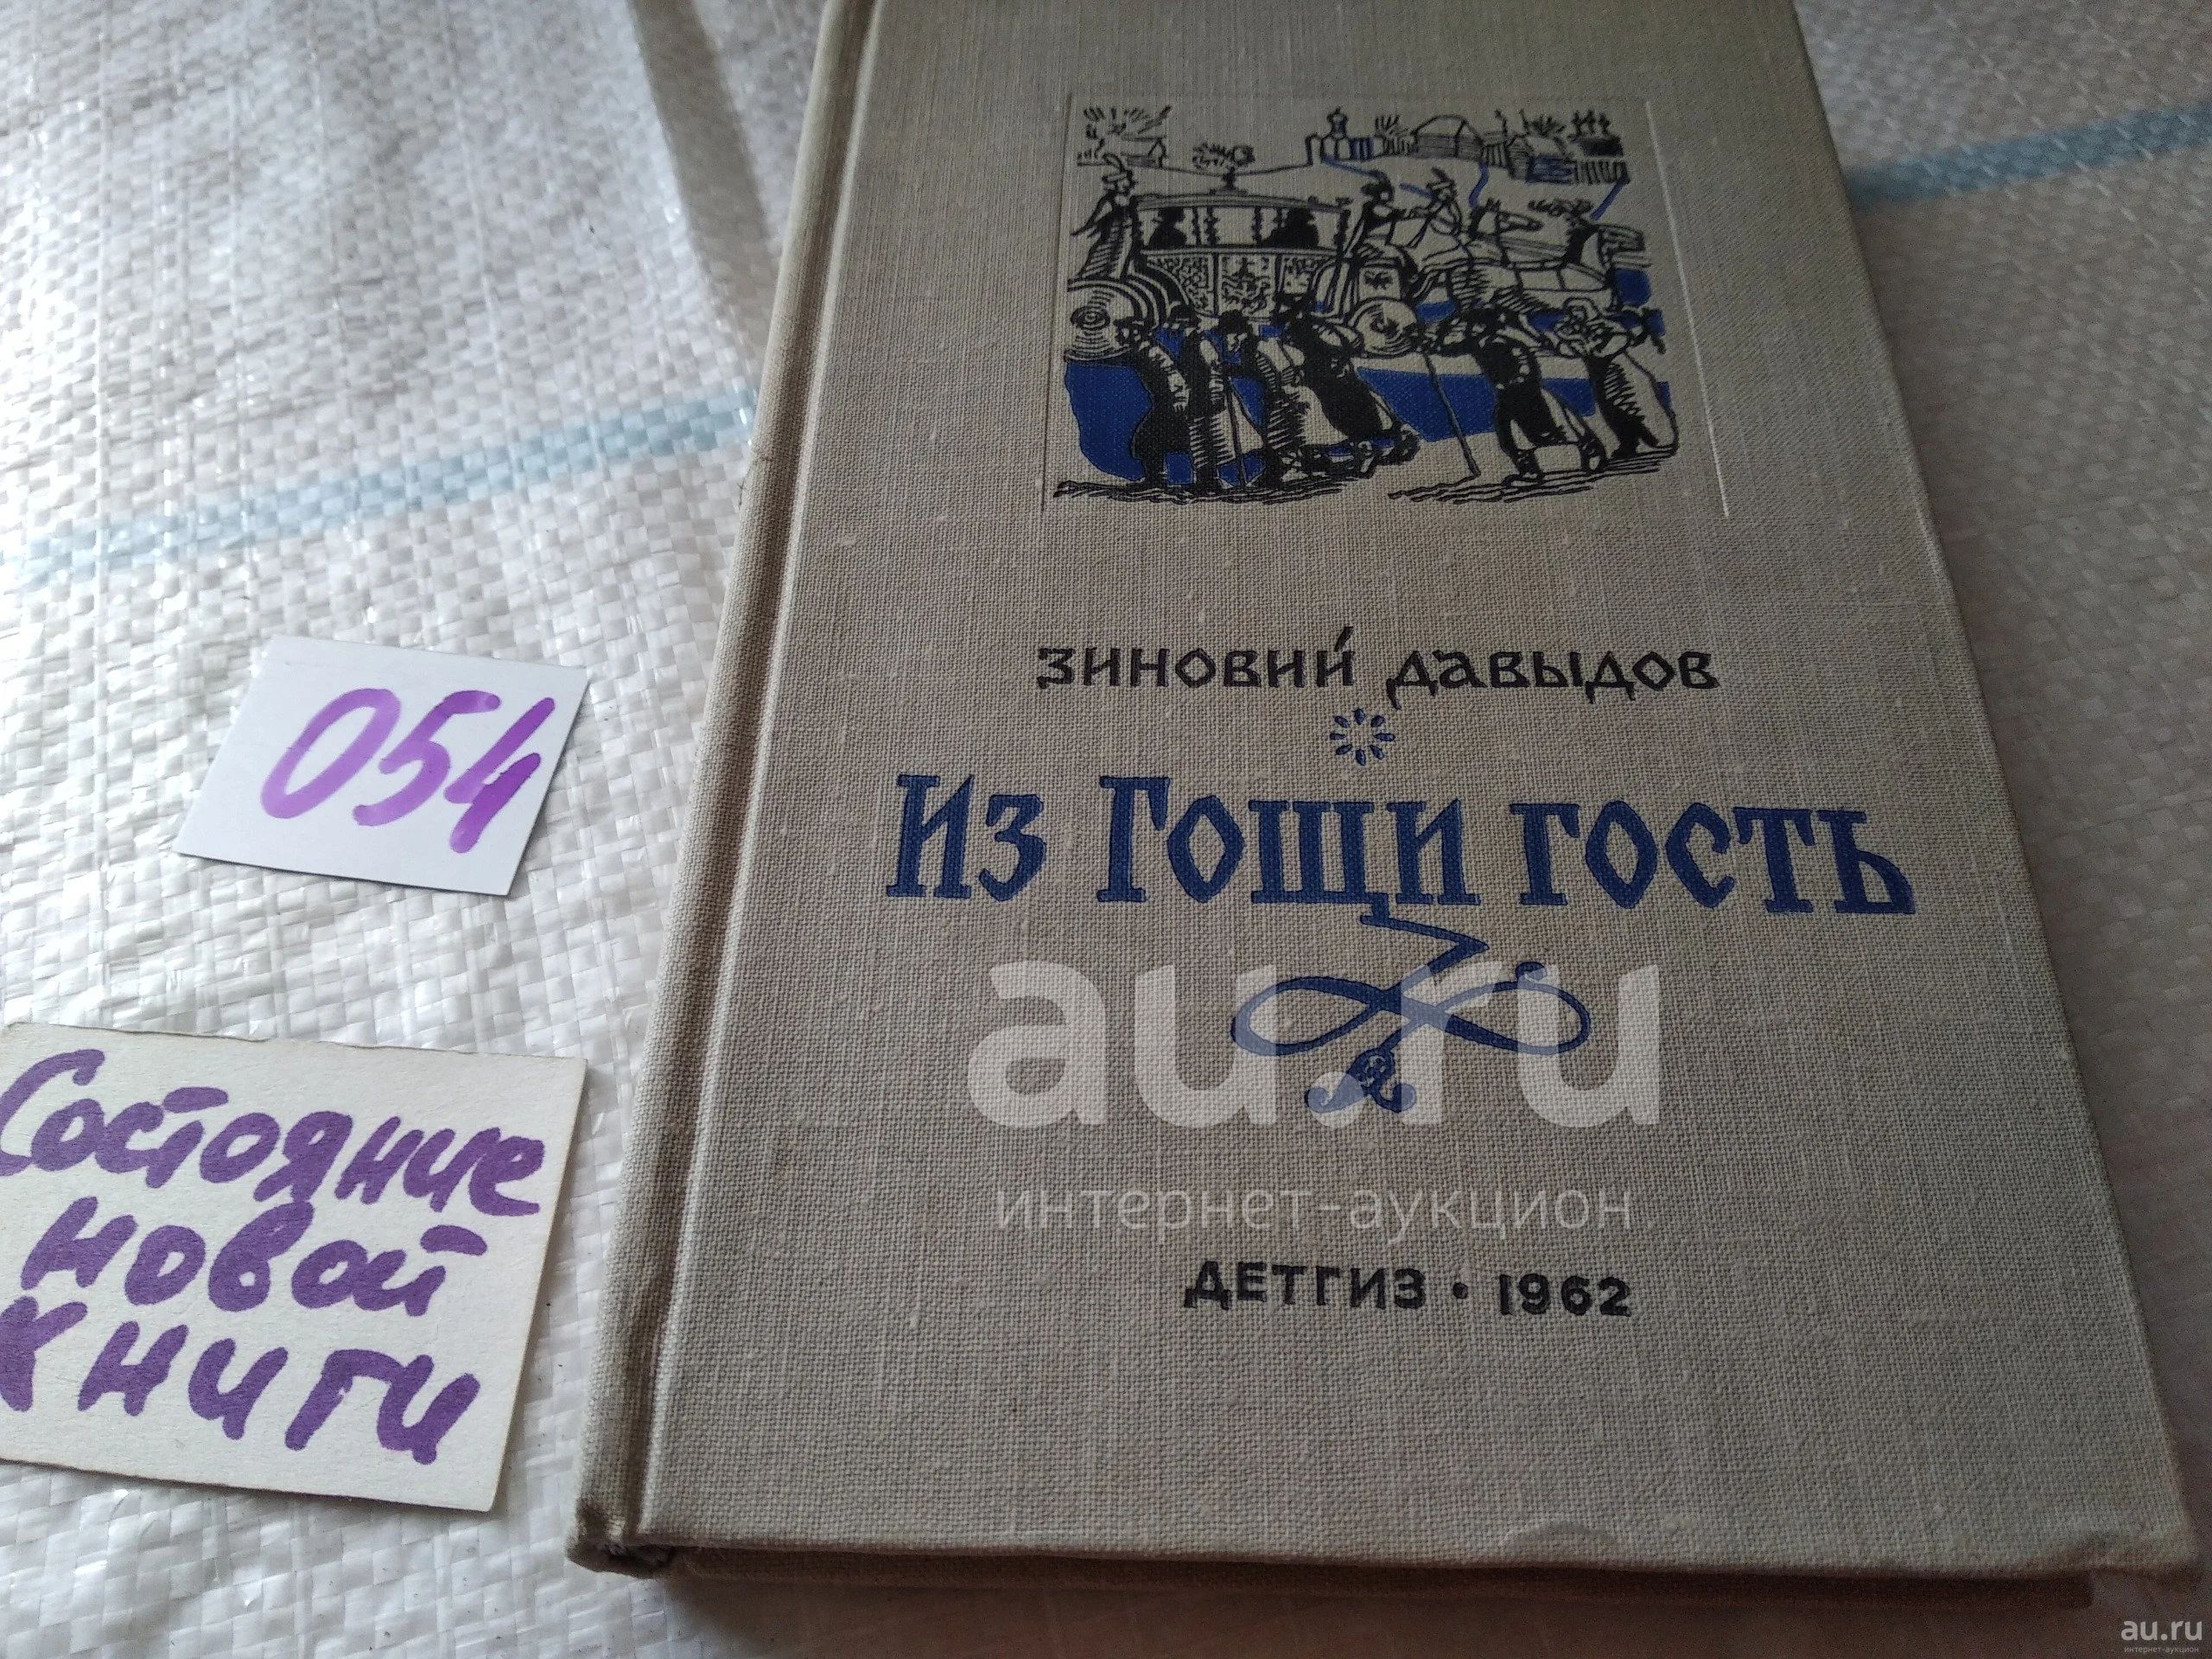 Зиновий Давыдов
Из Гощи гость
ДЕТГИЗ • 1962
054
Состояние
новой
книги
au.ru
интернет-аукцион
au.ru
интернет-аукцион